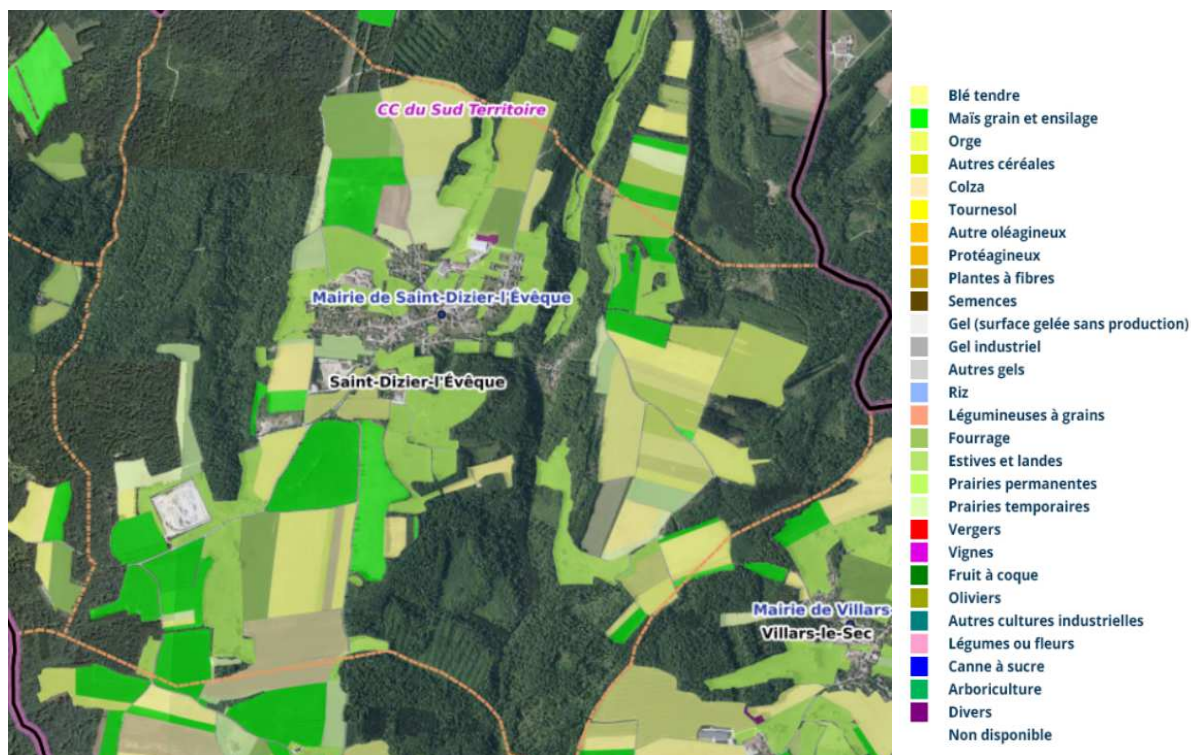 CC du Sud Territoire
Mairie de Saint-Dizier-l'Évêque
Saint-Dizier-l'Évêque
Mairie de Villars-
Villars-le-Sec
Blé tendre
Maïs grain et ensilage
Orge
Autres céréales
Colza
Tournesol
Autre oléagineux
Protéagineux
Plantes à fibres
Semences
Gel (surface gelée sans production)
Gel industriel
Autres gels
Riz
Légumineuses à grains
Fourrage
Estives et landes
Prairies permanentes
Prairies temporaires
Vergers
Vignes
Fruit à coque
Oliviers
Autres cultures industrielles
Légumes ou fleurs
Canne à sucre
Arboriculture
Divers
Non disponible